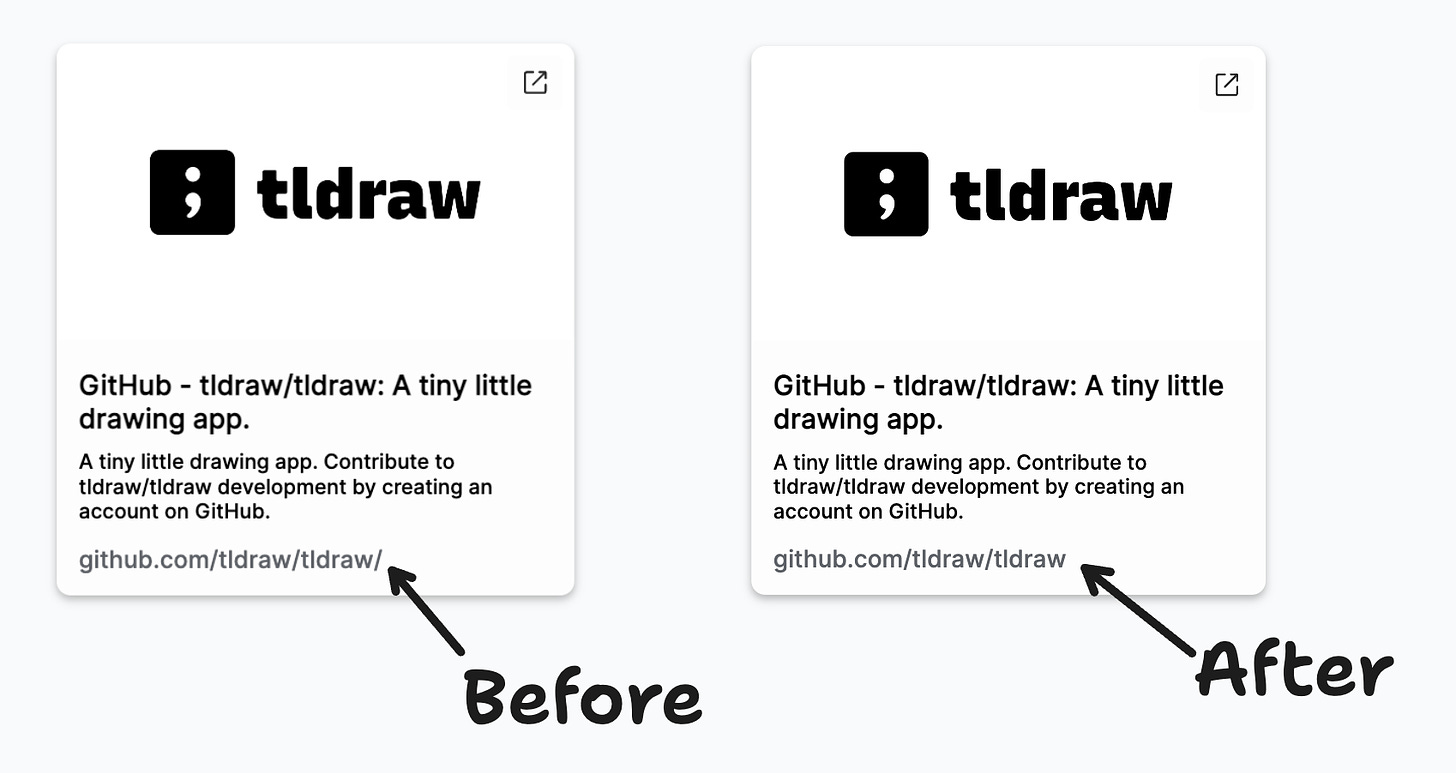 tldraw
GitHub - tldraw/tldraw: A tiny little
drawing app.
A tiny little drawing app. Contribute to
tldraw/tldraw development by creating an
account on GitHub.
github.com/tldraw/tldraw/
Before
tldraw
GitHub - tldraw/tldraw: A tiny little
drawing app.
A tiny little drawing app. Contribute to
tldraw/tldraw development by creating an
account on GitHub.
github.com/tldraw/tldraw
After